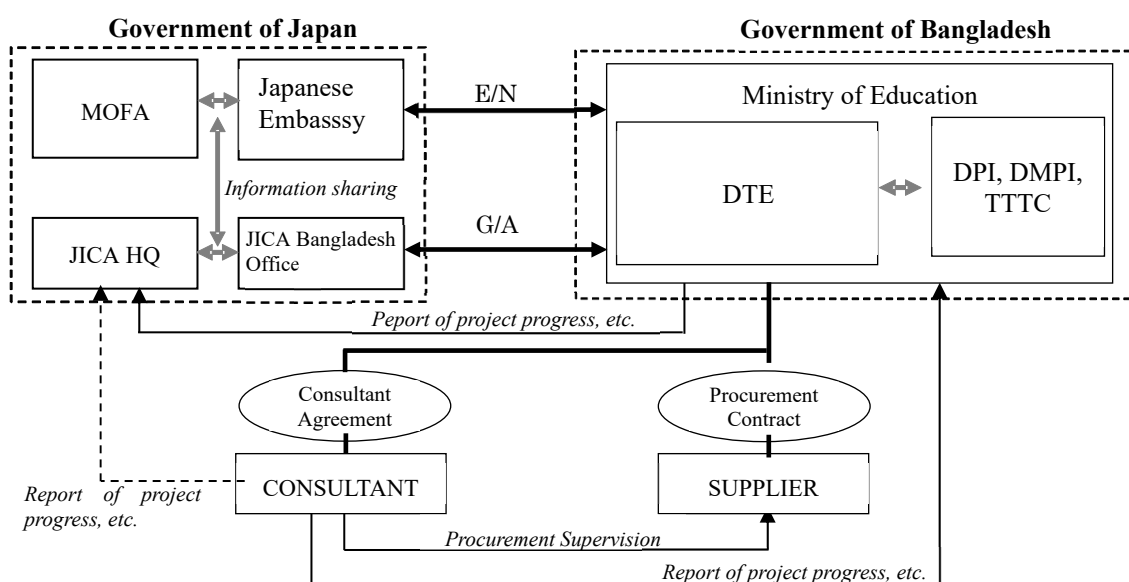 Government of Japan
Government of Bangladesh
MOFA
Japanese
Embasssy
E/N
Ministry of Education
DTE
DPI, DMPI,
TTTC
Information sharing
JICA HQ
JICA Bangladesh
Office
G/A
Peport of project progress, etc.
Consultant
Agreement
Procurement
Contract
Report of project
progress, etc.
CONSULTANT
SUPPLIER
Procurement Supervision
Report of project progress, etc.